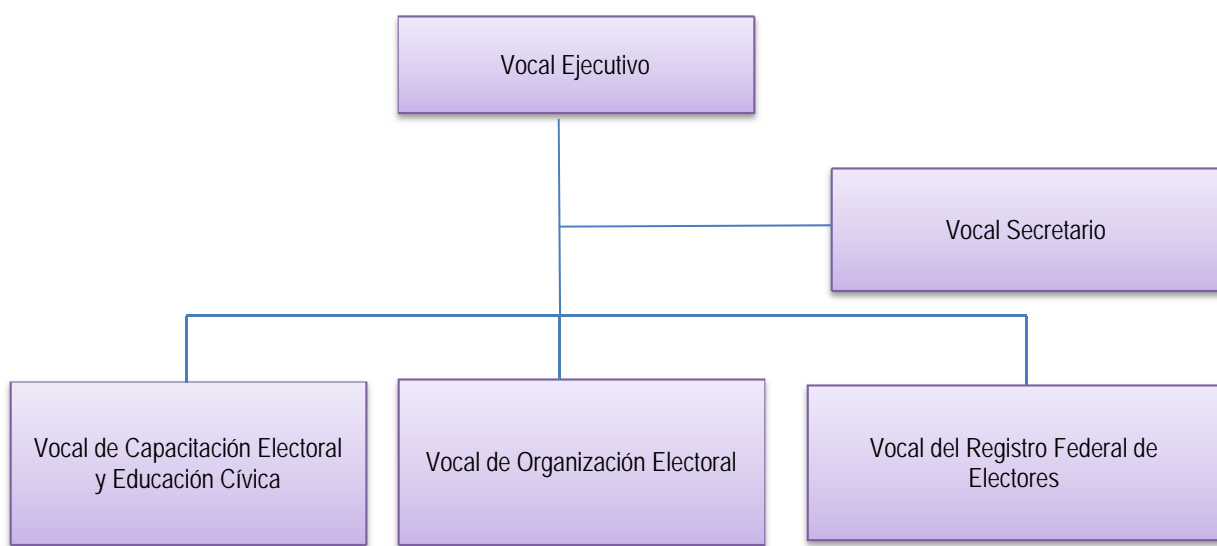 Vocal Ejecutivo
Vocal Secretario
Vocal de Capacitación Electoral
y Educación Cívica
Vocal de Organización Electoral
Vocal del Registro Federal de
Electores